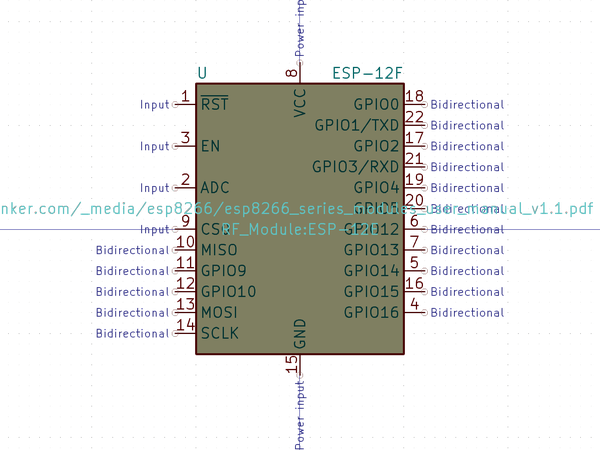 Power inp
8
U ESP-12F
VCC
Input 1 RST GPIO0 18 Bidirectional
GPIO1/TXD 22 Bidirectional
Input 3 EN GPIO2 17 Bidirectional
GPIO3/RXD 21 Bidirectional
Input 2 ADC GPIO4 19 Bidirectional
nker.com/_media/esp8266/esp8266_series_modules_user_manual_v1.1.pdf
GPIO5 20 Bidirectional
Input 9 CS0 GPIO12 6 Bidirectional
RF_Module:ESP-12F
Bidirectional 10 MISO GPIO13 7 Bidirectional
Bidirectional 11 GPIO9 GPIO14 5 Bidirectional
Bidirectional 12 GPIO10 GPIO15 16 Bidirectional
Bidirectional 13 MOSI GPIO16 4 Bidirectional
Bidirectional 14 SCLK
GND
15
Power input